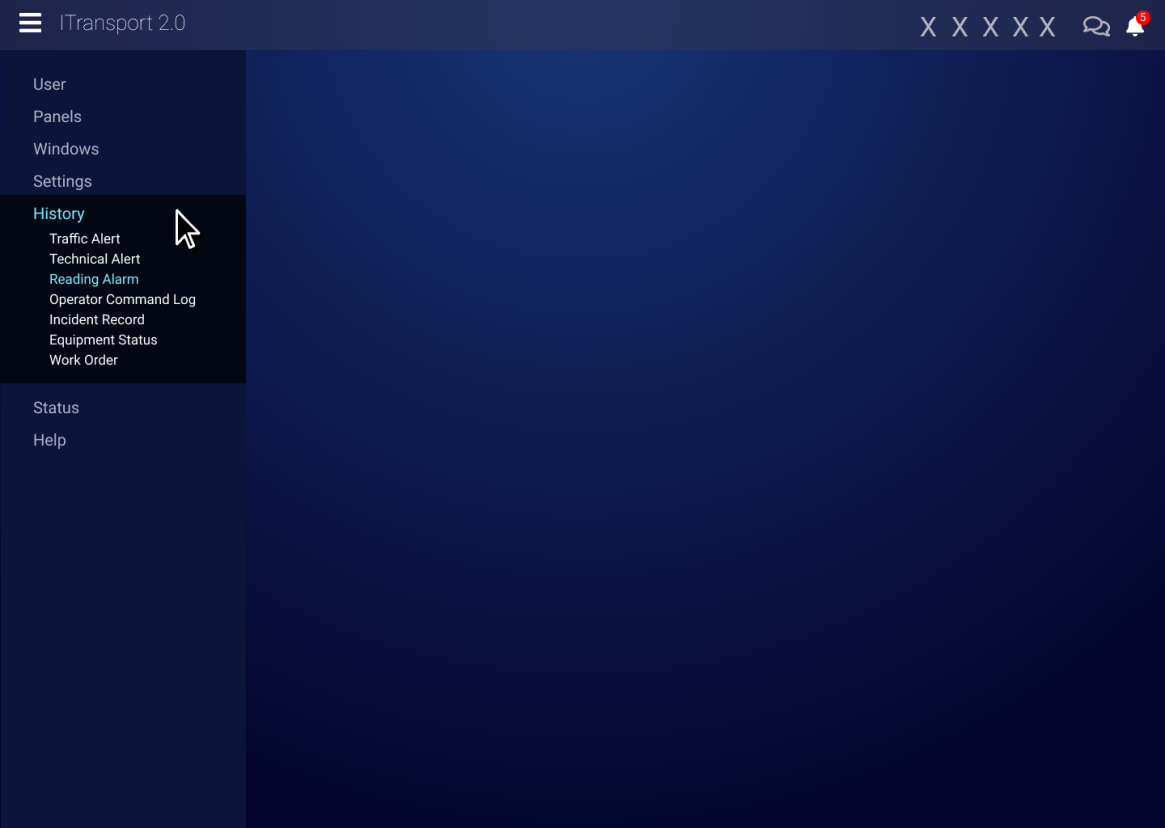 ITransport 2.0
X X X X X
5
User
Panels
Windows
Settings
History
Traffic Alert
Technical Alert
Reading Alarm
Operator Command Log
Incident Record
Equipment Status
Work Order
Status
Help